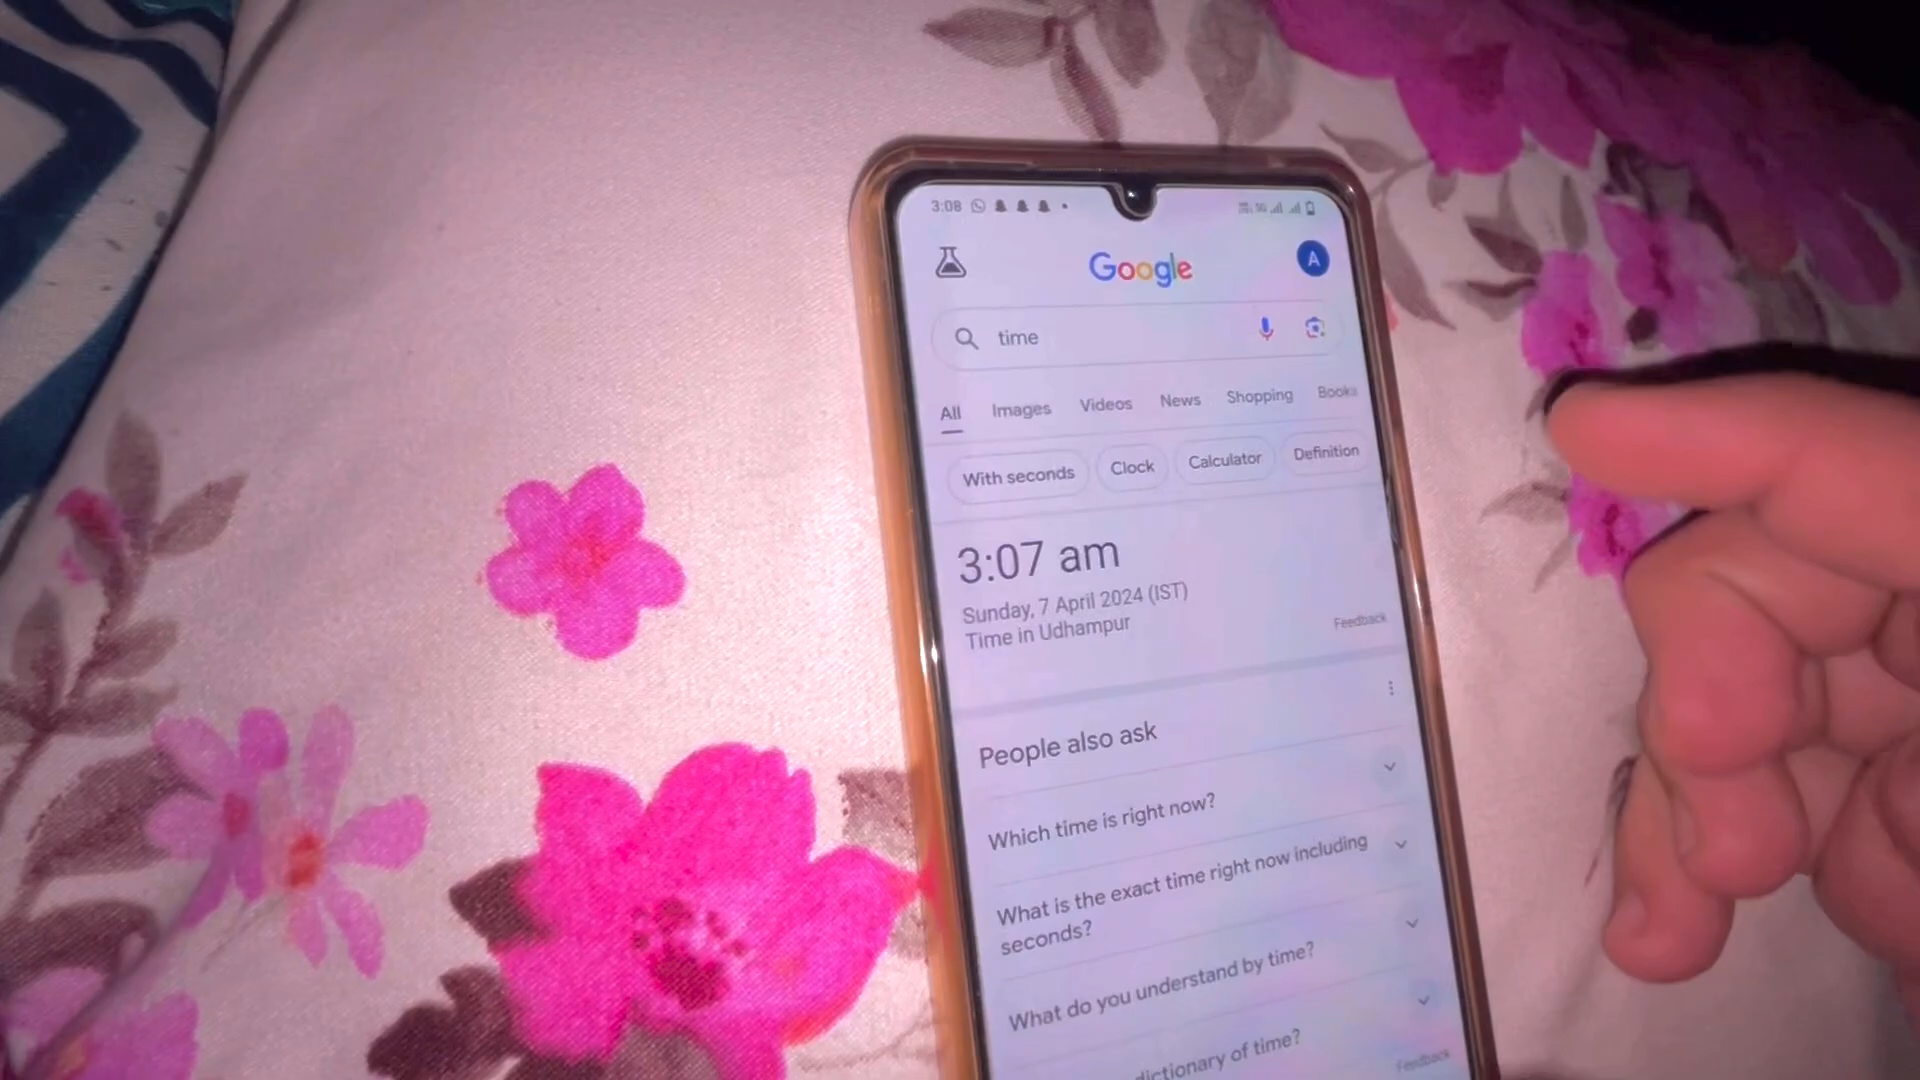 3:08
Google
A
time
All Images Videos News Shopping Books
With seconds Clock Calculator Definition
3:07 am
Sunday, 7 April 2024 (IST)
Time in Udhampur
Feedback
People also ask
Which time is right now?
What is the exact time right now including
seconds?
What do you understand by time?
dictionary of time?
Feedback